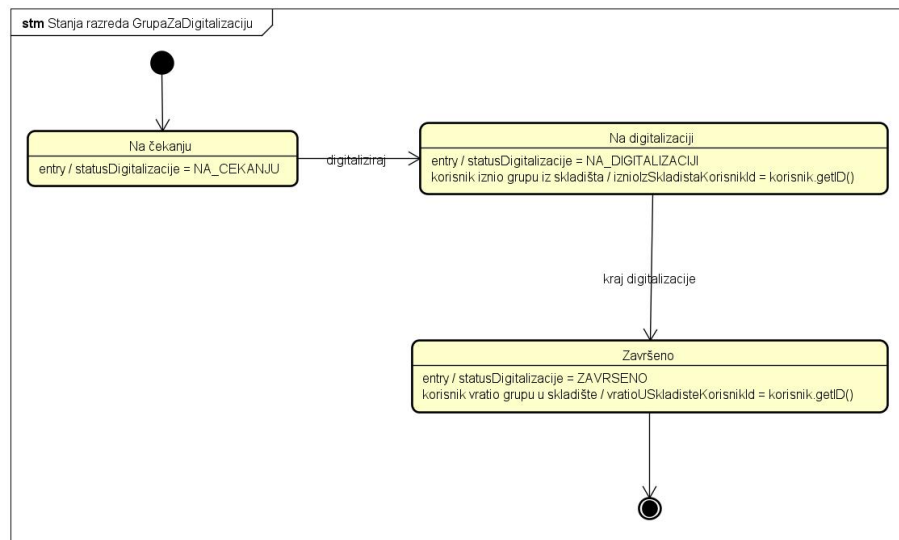 stm Stanja razreda GrupaZaDigitalizaciju
Na čekanju
entry / statusDigitalizacije = NA_CEKANJU
digitaliziraj
Na digitalizaciji
entry / statusDigitalizacije = NA_DIGITALIZACIJI
korisnik iznio grupu iz skladišta / iznioIzSkladistaKorisnikId = korisnik.getID()
kraj digitalizacije
Završeno
entry / statusDigitalizacije = ZAVRSENO
korisnik vratio grupu u skladište / vratioUSkladisteKorisnikId = korisnik.getID()